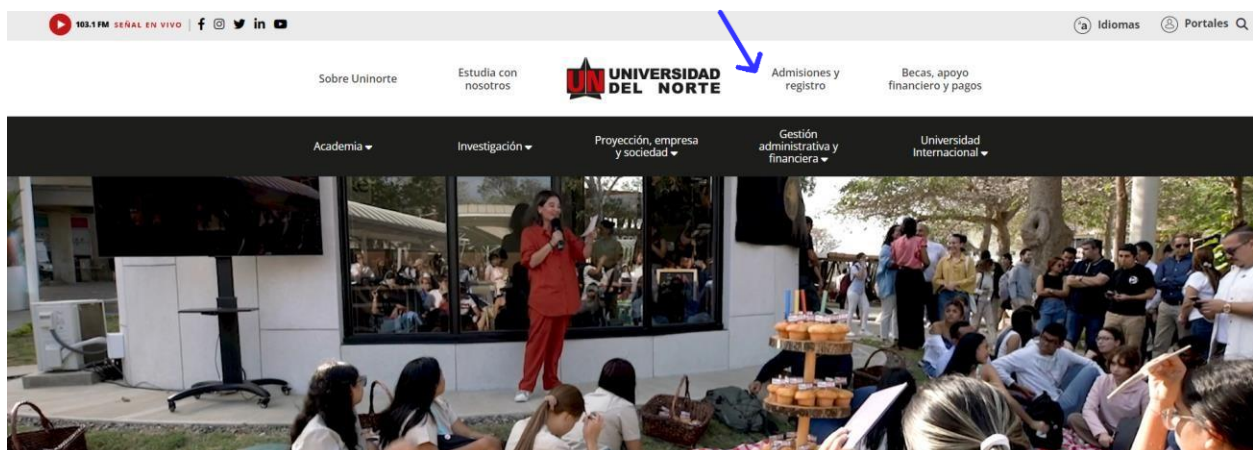 103.1 FM SEÑAL EN VIVO
Idiomas
Portales
Sobre Uninorte
Estudia con
nosotros
UN UNIVERSIDAD
DEL NORTE
Admisiones y
registro
Becas, apoyo
financiero y pagos
Academia
Investigación
Proyección, empresa
y sociedad
Gestión
administrativa y
financiera
Universidad
Internacional